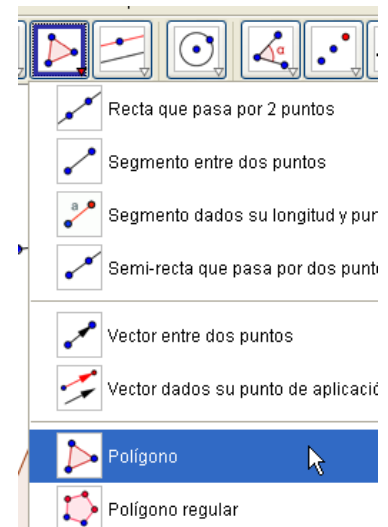 Recta que pasa por 2 puntos
Segmento entre dos puntos
a
Segmento dados su longitud y pun
Semi-recta que pasa por dos punto
Vector entre dos puntos
Vector dados su punto de aplicació
Polígono
Polígono regular